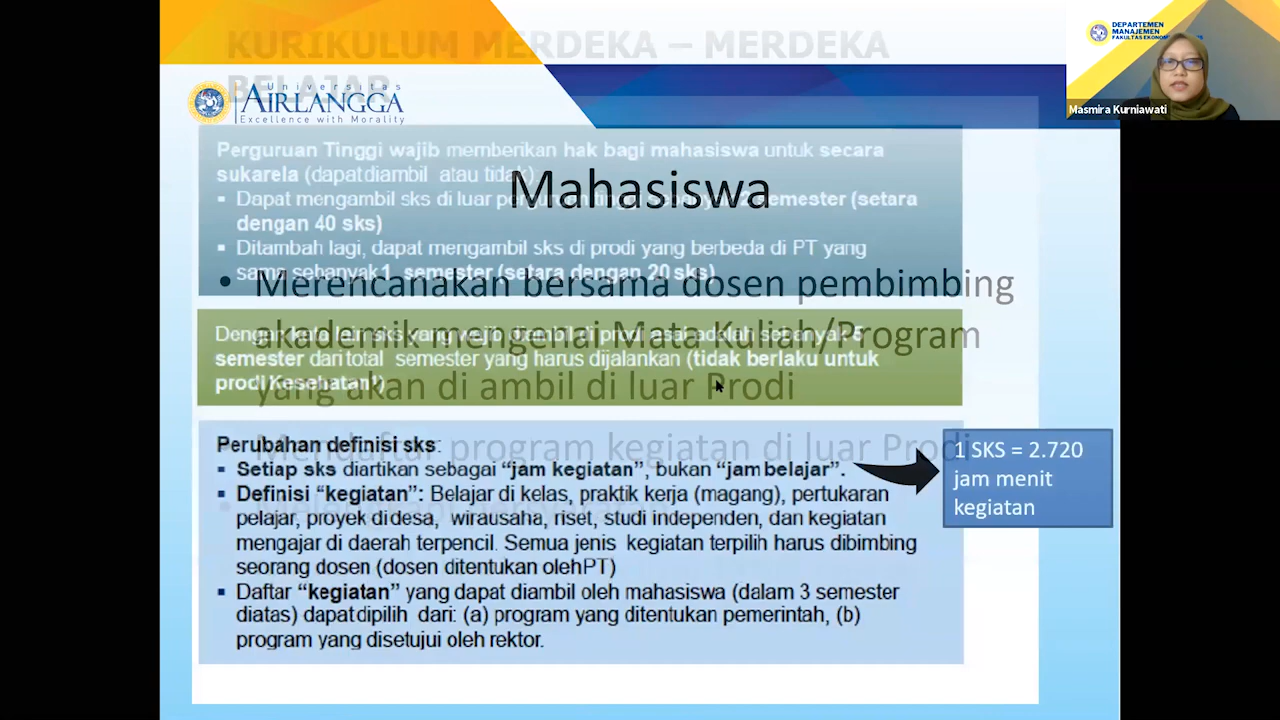 KURIKULUM MERDEKA – MERDEKA
BELAJAR
Universitas
AIRLANGGA
Excellence with Morality
DEPARTEMEN
MANAJEMEN
FAKULTAS EKONOMI
Masmira Kurniawati
Perguruan Tinggi wajib memberikan hak bagi mahasiswa untuk secara
sukarela (dapat diambil atau tidak)
Mahasiswa
▪ Dapat mengambil sks di luar perguruan tinggi sebanyak 2 semester (setara
dengan 40 sks)
▪ Ditambah lagi, dapat mengambil sks di prodi yang berbeda di PT yang
sama sebanyak 1 semester (setara dengan 20 sks)
• Merencanakan bersama dosen pembimbing
akademik mengenai Mata Kuliah/Program
yang akan di ambil di luar Prodi
Dengan kata lain sks yang wajib diambil di prodi asal adalah sebanyak 5
semester dari total semester yang harus dijalankan (tidak berlaku untuk
prodi Kesehatan*)
Mendaftar program kegiatan di luar Prodi
Perubahan definisi sks:
▪ Setiap sks diartikan sebagai “jam kegiatan”, bukan “jam belajar”.
▪ Definisi “kegiatan”: Belajar di kelas, praktik kerja (magang), pertukaran
pelajar, proyek di desa, wirausaha, riset, studi independen, dan kegiatan
mengajar di daerah terpencil. Semua jenis kegiatan terpilih harus dibimbing
seorang dosen (dosen ditentukan oleh PT)
▪ Daftar “kegiatan” yang dapat diambil oleh mahasiswa (dalam 3 semester
diatas) dapat dipilih dari: (a) program yang ditentukan pemerintah, (b)
program yang disetujui oleh rektor.
1 SKS = 2.720
jam menit
kegiatan